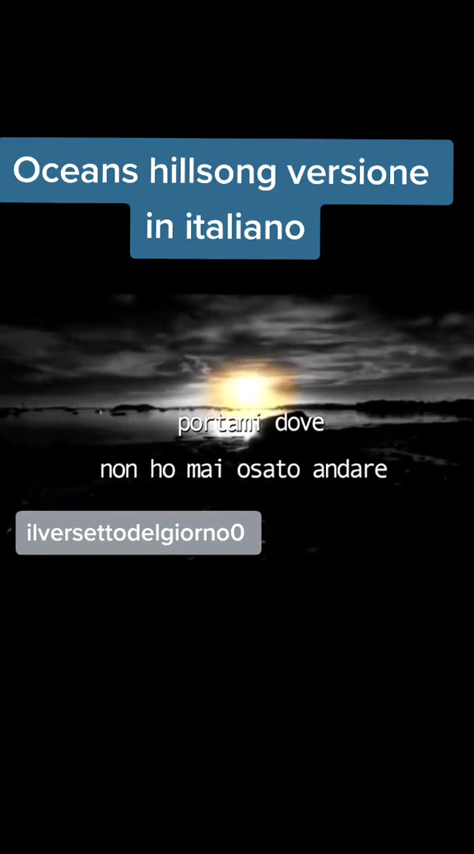 Oceans hillsong versione
in italiano
portami dove
non ho mai osato andare
ilversettodelgiorno0